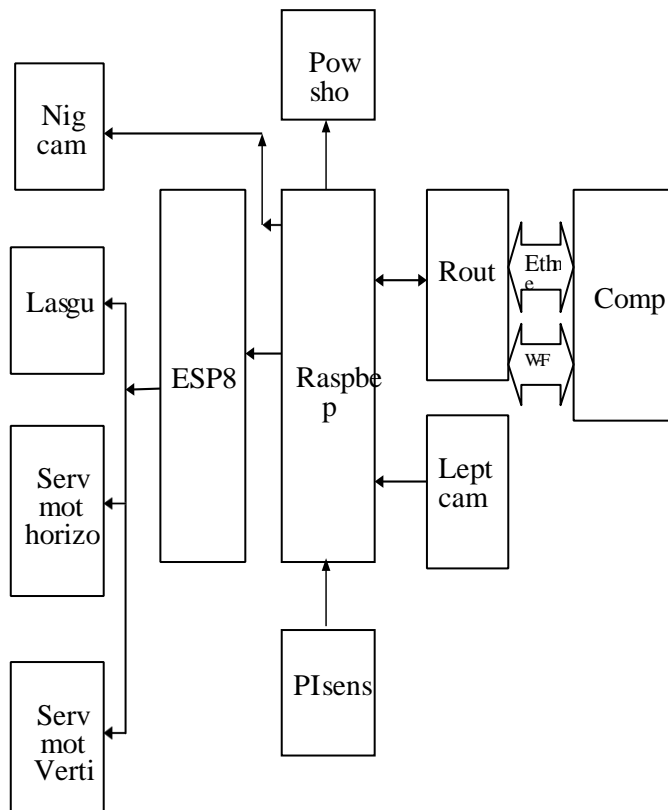 Pow
sho
Nig
cam
Rout
Ethne
Comp
Lasgu
ESP8
Raspbe
p
WF
Serv
mot
horizo
Lept
cam
PIsens
Serv
mot
Verti